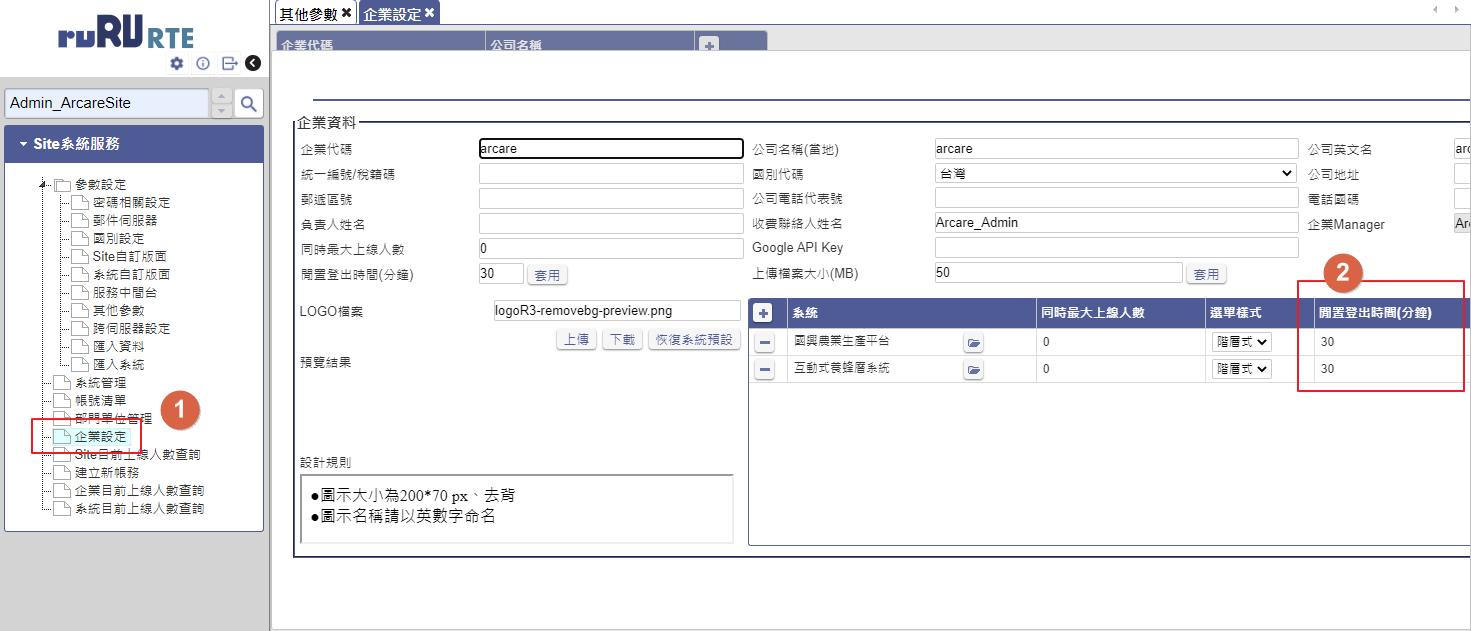 ruRU RTE
Admin_ArcareSite
Site系統服務
參數設定
密碼相關設定
郵件伺服器
國別設定
Site自訂版面
系統自訂版面
服務中間台
其他參數
跨伺服器設定
匯入資料
匯入系統
系統管理
帳號清單
部門單位管理
1
企業設定
Site目前上線人數查詢
建立新帳務
企業目前上線人數查詢
系統目前上線人數查詢
其他參數 企業設定
企業代碼 公司名稱
企業資料
企業代碼 arcare 公司名稱(當地) arcare 公司英文名
統一編號/稅籍碼 國別代碼 台灣 公司地址
郵遞區號 公司電話代表號 電話國碼
負責人姓名 收費聯絡人姓名 Arcare_Admin 企業Manager
同時最大上線人數 0 Google API Key
閒置登出時間(分鐘) 30 套用 上傳檔案大小(MB) 50 套用
2
LOGO檔案 logoR3-removebg-preview.png
上傳 下載 恢復系統預設
預覽結果
系統 同時最大上線人數 選單樣式 閒置登出時間(分鐘)
國興農業生產平台 0 階層式 30
互動式養蜂曆系統 0 階層式 30
設計規則
●圖示大小為200*70 px、去背
●圖示名稱請以英數字命名